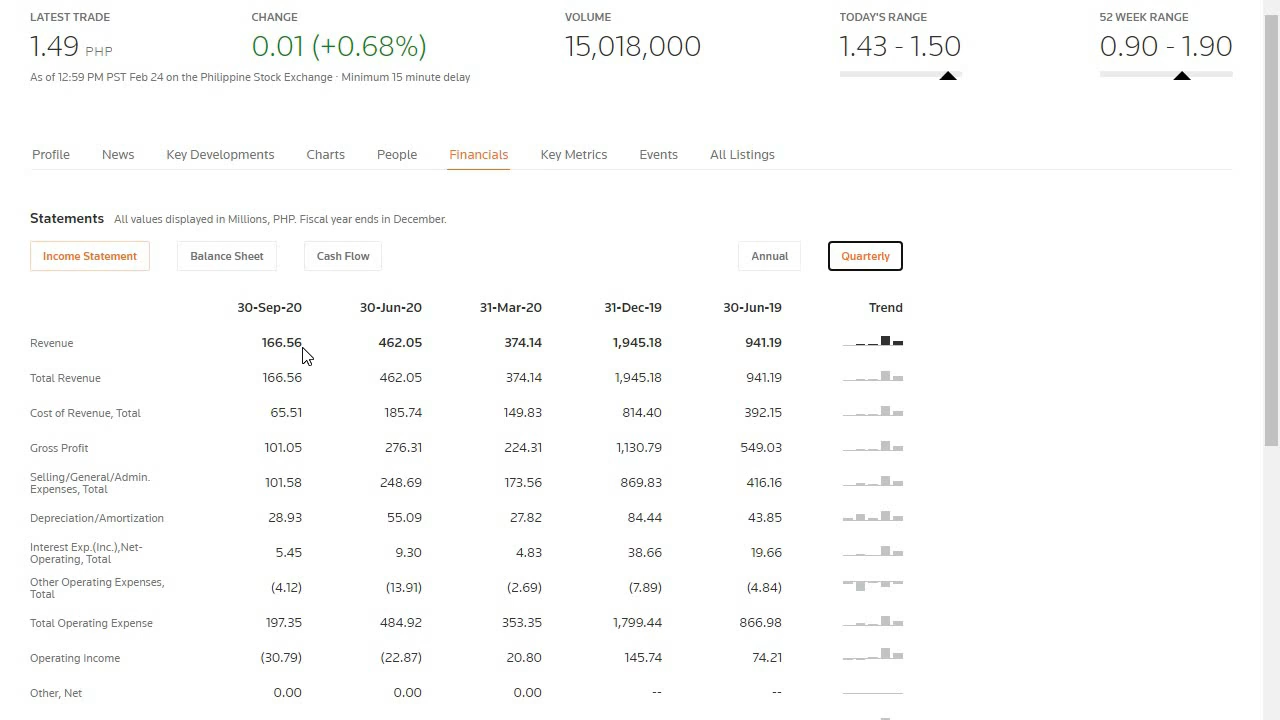 LATEST TRADE CHANGE VOLUME TODAY'S RANGE 52 WEEK RANGE
1.49 PHP 0.01 (+0.68%) 15,018,000 1.43 - 1.50 0.90 - 1.90
As of 12:59 PM PST Feb 24 on the Philippine Stock Exchange · Minimum 15 minute delay
Profile News Key Developments Charts People Financials Key Metrics Events All Listings
Statements All values displayed in Millions, PHP. Fiscal year ends in December.
Income Statement Balance Sheet Cash Flow Annual Quarterly
30-Sep-20 30-Jun-20 31-Mar-20 31-Dec-19 30-Jun-19 Trend
Revenue 166.56 462.05 374.14 1,945.18 941.19
Total Revenue 166.56 462.05 374.14 1,945.18 941.19
Cost of Revenue, Total 65.51 185.74 149.83 814.40 392.15
Gross Profit 101.05 276.31 224.31 1,130.79 549.03
Selling/General/Admin.
Expenses, Total 101.58 248.69 173.56 869.83 416.16
Depreciation/Amortization 28.93 55.09 27.82 84.44 43.85
Interest Exp.(Inc.),Net-
Operating, Total 5.45 9.30 4.83 38.66 19.66
Other Operating Expenses,
Total (4.12) (13.91) (2.69) (7.89) (4.84)
Total Operating Expense 197.35 484.92 353.35 1,799.44 866.98
Operating Income (30.79) (22.87) 20.80 145.74 74.21
Other, Net 0.00 0.00 0.00 -- --